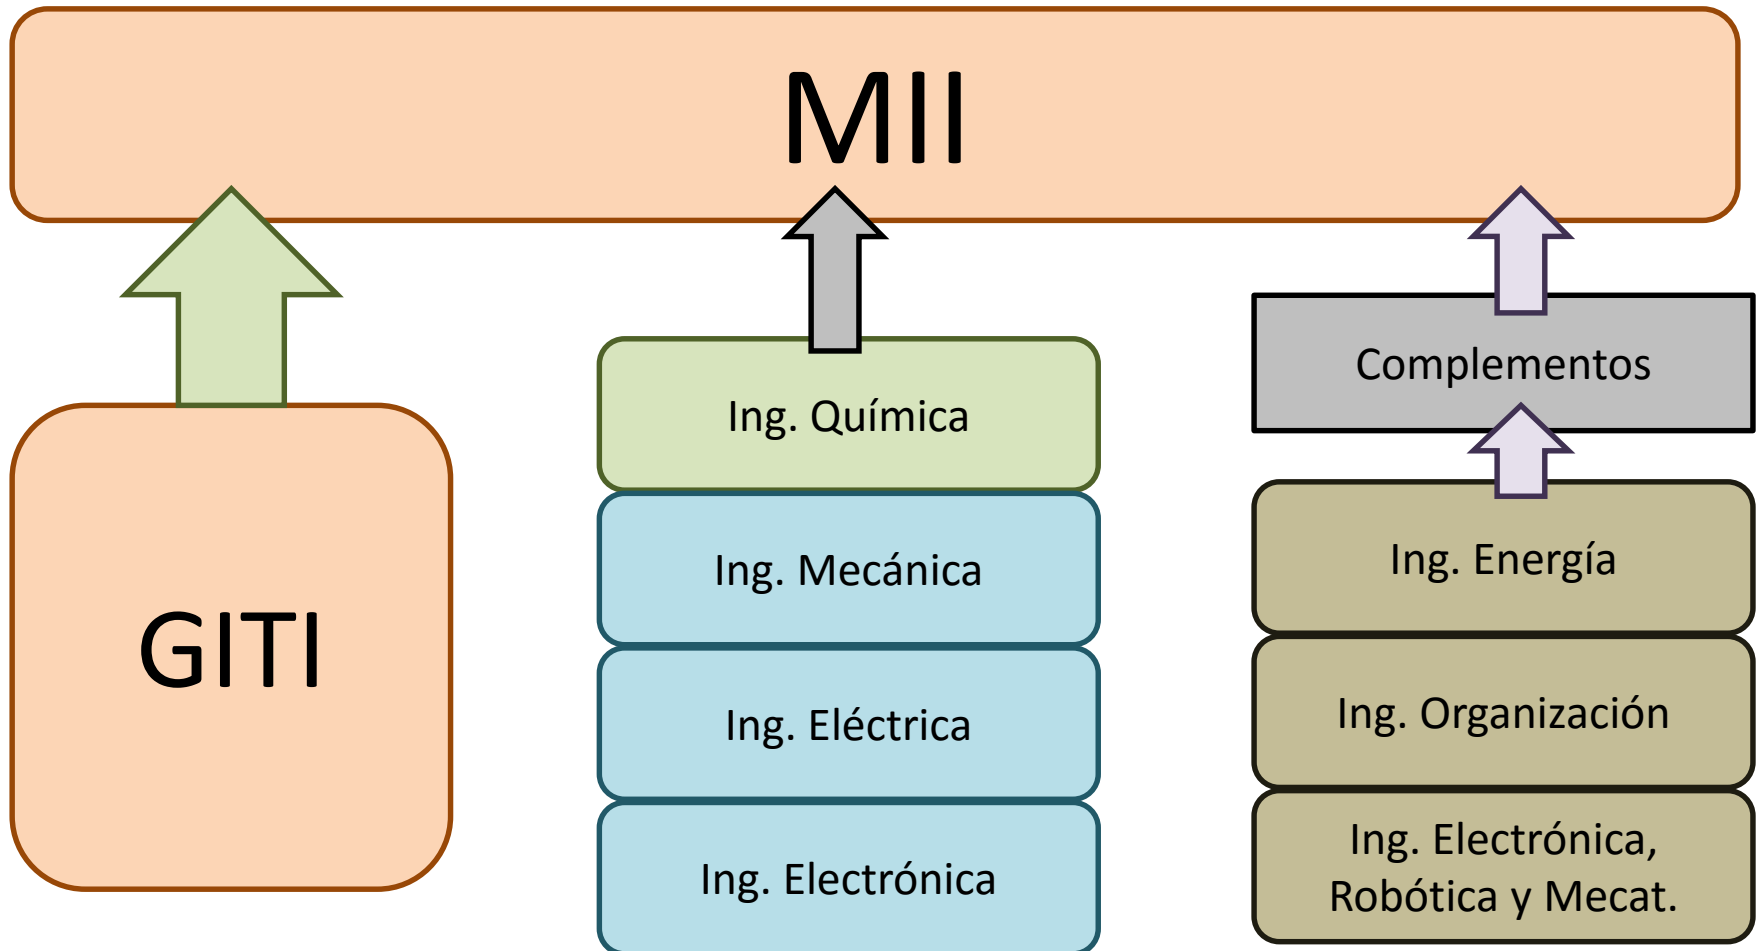 MII
GITI
Ing. Química
Ing. Mecánica
Ing. Eléctrica
Ing. Electrónica
Complementos
Ing. Energía
Ing. Organización
Ing. Electrónica,
Robótica y Mecat.